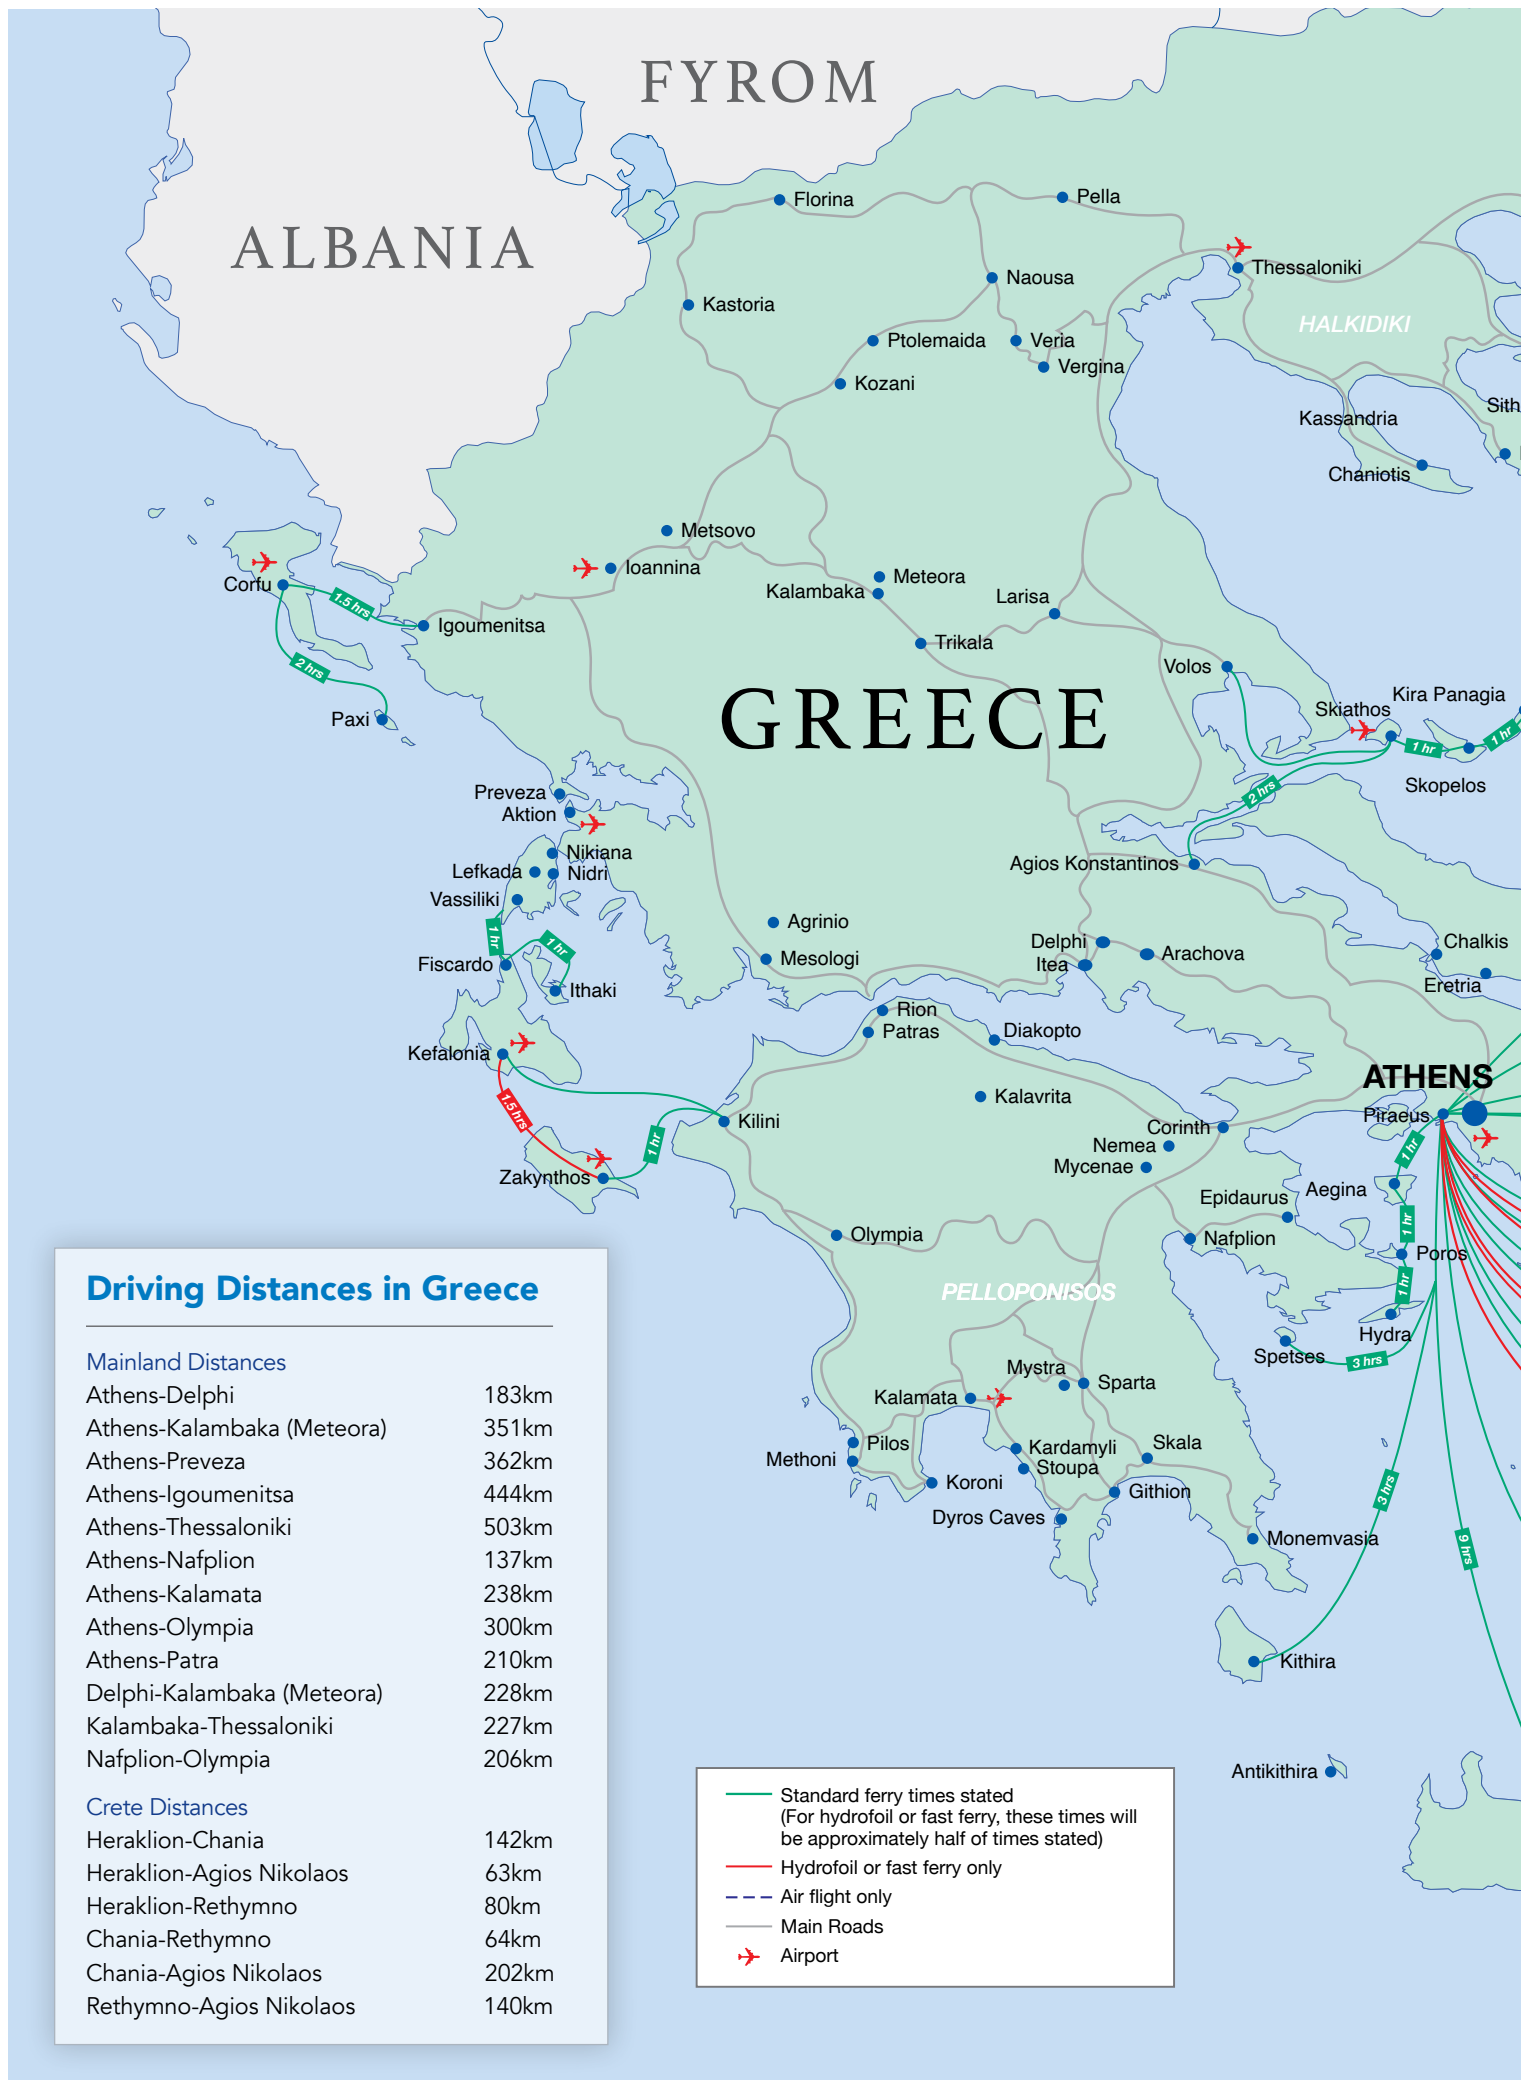 FYROM
ALBANIA
Florina
Pella
Thessaloniki
Naousa
Kastoria
HALKIDIKI
Ptolemaida
Veria
Vergina
Kozani
Sith
Kassandria
Chaniotis
Metsovo
Ioannina
Meteora
Corfu
Kalambaka
Larisa
1.5 hrs
Igoumenitsa
Trikala
2 hrs
Volos
Kira Panagia
Skiathos
Paxi
GREECE
1 hr
1 hr
Skopelos
Preveza
2 hrs
Aktion
Nikiana
Lefkada
Nidri
Agios Konstantinos
Vassiliki
Agrinio
1 hr
1 hr
Delphi
Chalkis
Mesologi
Arachova
Fiscardo
Itea
Ithaki
Eretria
Rion
Patras
Diakopto
Kefalonia
ATHENS
1.5 hrs
Kalavrita
Piraeus
Kilini
Corinth
1 hr
Nemea
1 hr
Mycenae
Zakynthos
Aegina
Epidaurus
1 hr
Olympia
Nafplion
Poros
1 hr
PELLOPONISOS
Hydra
Spetses
3 hrs
Mystra
Sparta
Kalamata
Pilos
Kardamyli
Skala
Methoni
Stoupa
Koroni
Githion
3 hrs
Dyros Caves
Monemvasia
9 hrs
Kithira
Antikithira
Driving Distances in Greece
Mainland Distances
Athens-Delphi 183km
Athens-Kalambaka (Meteora) 351km
Athens-Preveza 362km
Athens-Igoumenitsa 444km
Athens-Thessaloniki 503km
Athens-Nafplion 137km
Athens-Kalamata 238km
Athens-Olympia 300km
Athens-Patra 210km
Delphi-Kalambaka (Meteora) 228km
Kalambaka-Thessaloniki 227km
Nafplion-Olympia 206km
Crete Distances
Heraklion-Chania 142km
Heraklion-Agios Nikolaos 63km
Heraklion-Rethymno 80km
Chania-Rethymno 64km
Chania-Agios Nikolaos 202km
Rethymno-Agios Nikolaos 140km
Standard ferry times stated
(For hydrofoil or fast ferry, these times will
be approximately half of times stated)
Hydrofoil or fast ferry only
Air flight only
Main Roads
Airport